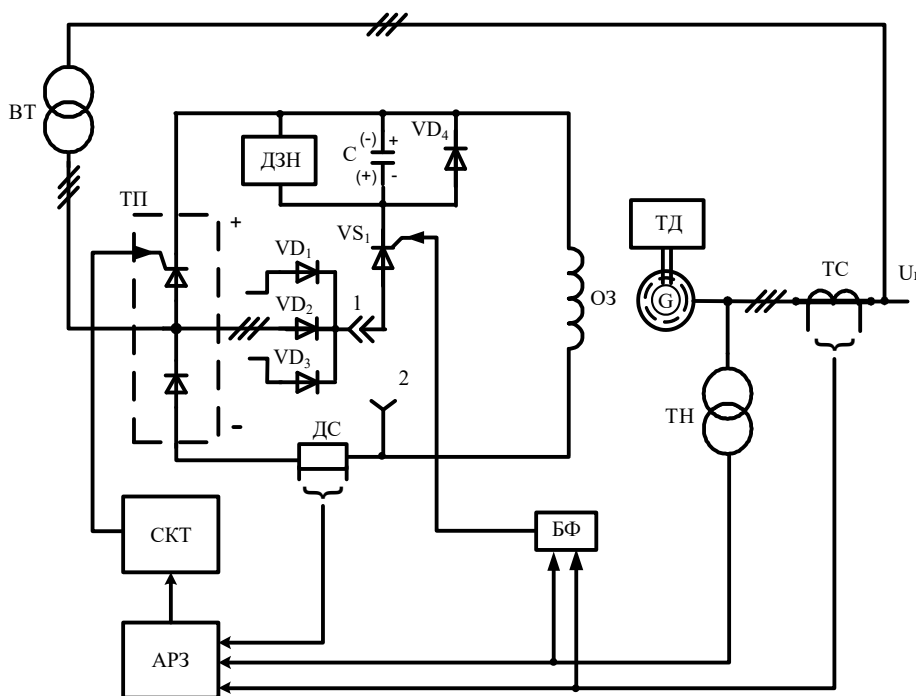 ВТ
ДЗН
(-) +
С
(+) -
VD4
ТП
+
VS1
VD1
VD2
1
VD3
2
-
ДС
ОЗ
ТД
G
ТС
ТН
СКТ
БФ
АРЗ